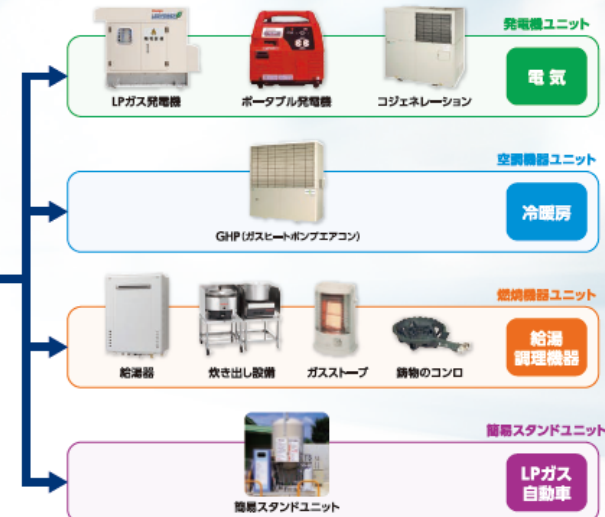 発電機ユニット
電気
LPガス発電機
ポータブル発電機
コジェネレーション
空調機器ユニット
冷暖房
GHP(ガスヒートポンプエアコン)
燃焼機器ユニット
給湯
調理機器
給湯器
炊き出し設備
ガスストーブ
鋳物のコンロ
簡易スタンドユニット
LPガス
自動車
簡易スタンドユニット